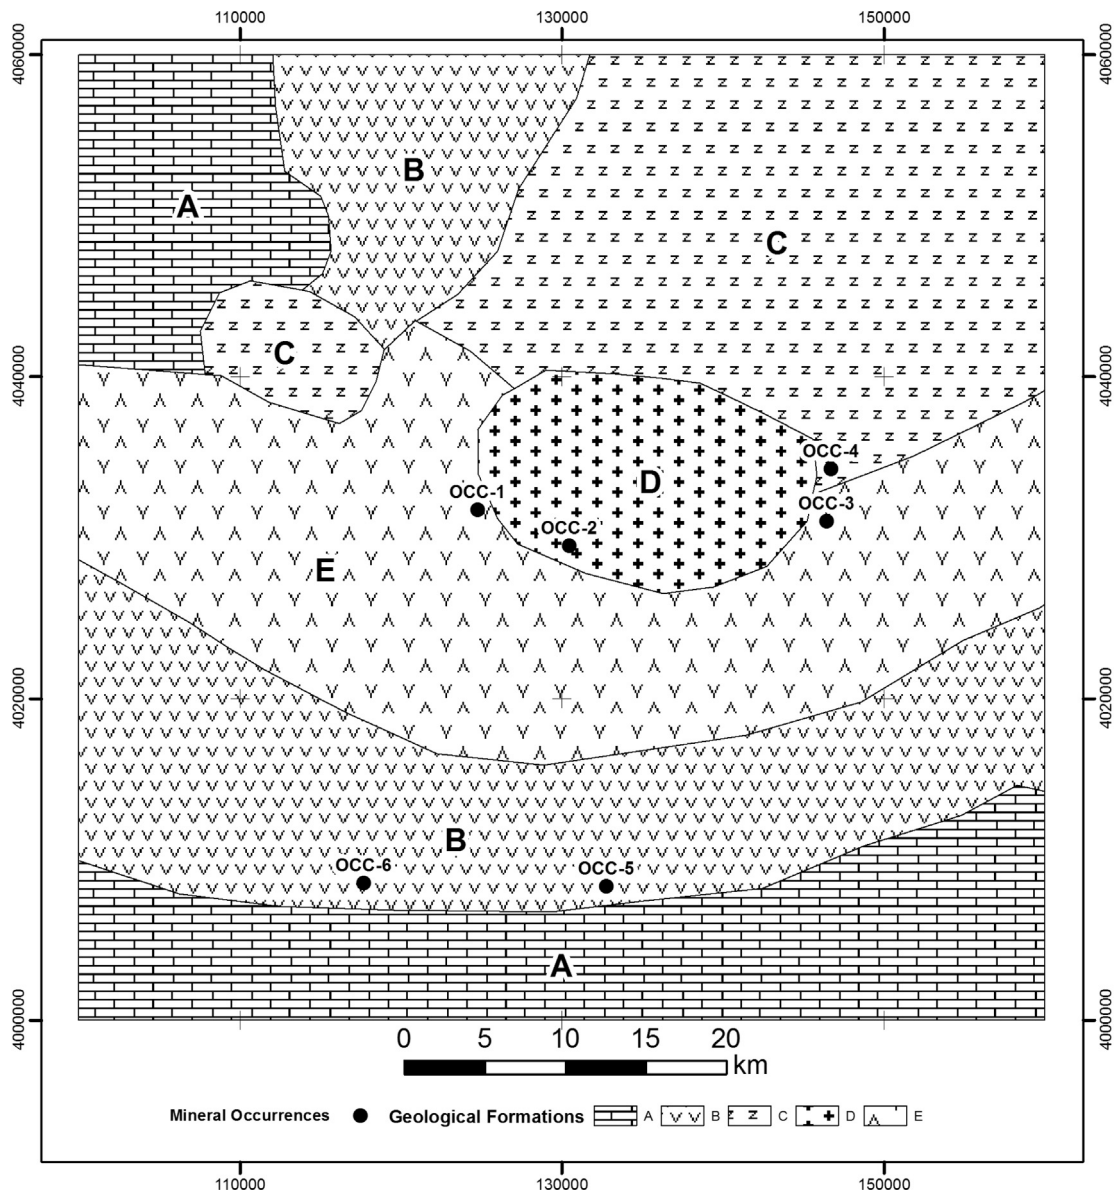 110000 130000 150000
4060000 4060000
B
A
C
C
4040000 4040000
OCC-4
D
OCC-1
OCC-3
OCC-2
E
4020000 4020000
B
OCC-6
OCC-5
A
4000000 4000000
0 5 10 15 20
km
Mineral Occurrences Geological Formations A B C D E
110000 130000 150000